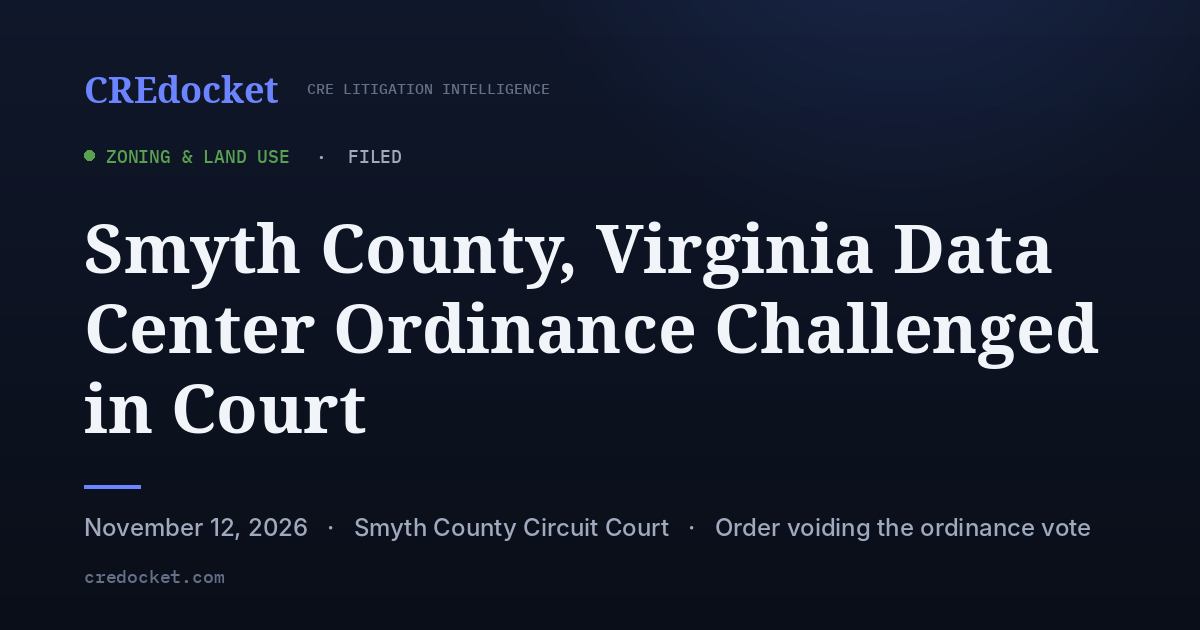 CREdocket CRE LITIGATION INTELLIGENCE
ZONING & LAND USE · FILED
Smyth County, Virginia Data
Center Ordinance Challenged
in Court
November 12, 2026 · Smyth County Circuit Court · Order voiding the ordinance vote
credocket.com